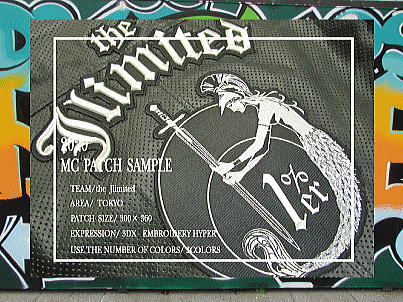 the
Jlimited
2020
MC PATCH SAMPLE
TEAM/the Jlimited
AREA/ TOKYO
PATCH SIZE/ 300× 360
EXPRESSION/ 3DX EMBROIDERY HYPER
USE THE NUMBER OF COLORS/ 3COLORS
1%
er